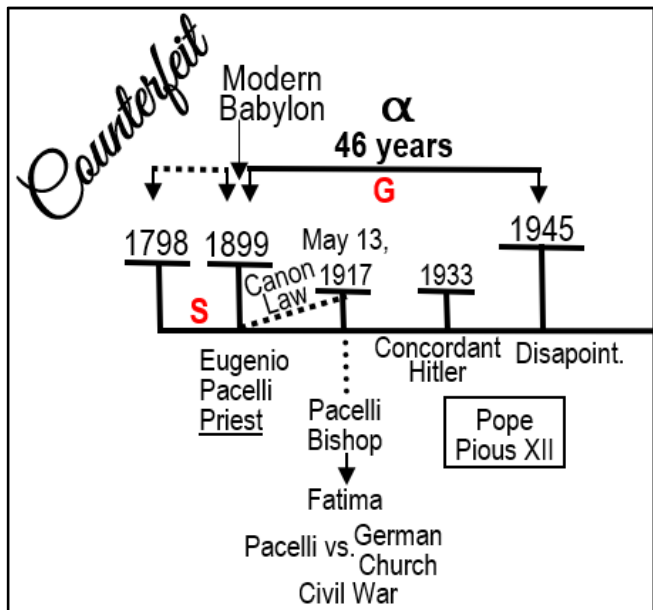 Counterfeit
Modern
Babylon
α
46 years
G
1798
1899
May 13,
1917
1933
1945
Canon
Law
S
Eugenio
Pacelli
Priest
Pacelli
Bishop
Concordant
Hitler
Disapoint.
Pope
Pious XII
Fatima
Pacelli vs. German
Church
Civil War